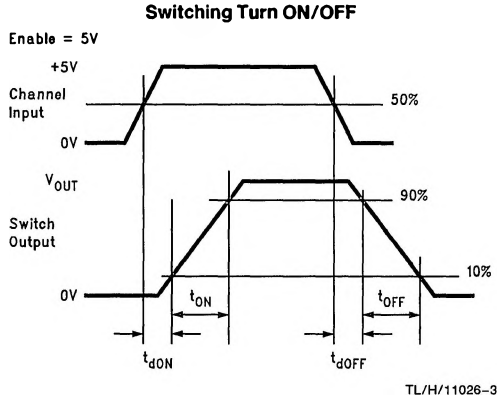 Switching Turn ON/OFF
Enable = 5V
+5V
Channel
Input
50%
0V
VOUT
90%
Switch
Output
10%
0V
tON
tOFF
tdON
tdOFF
TL/H/11026–3